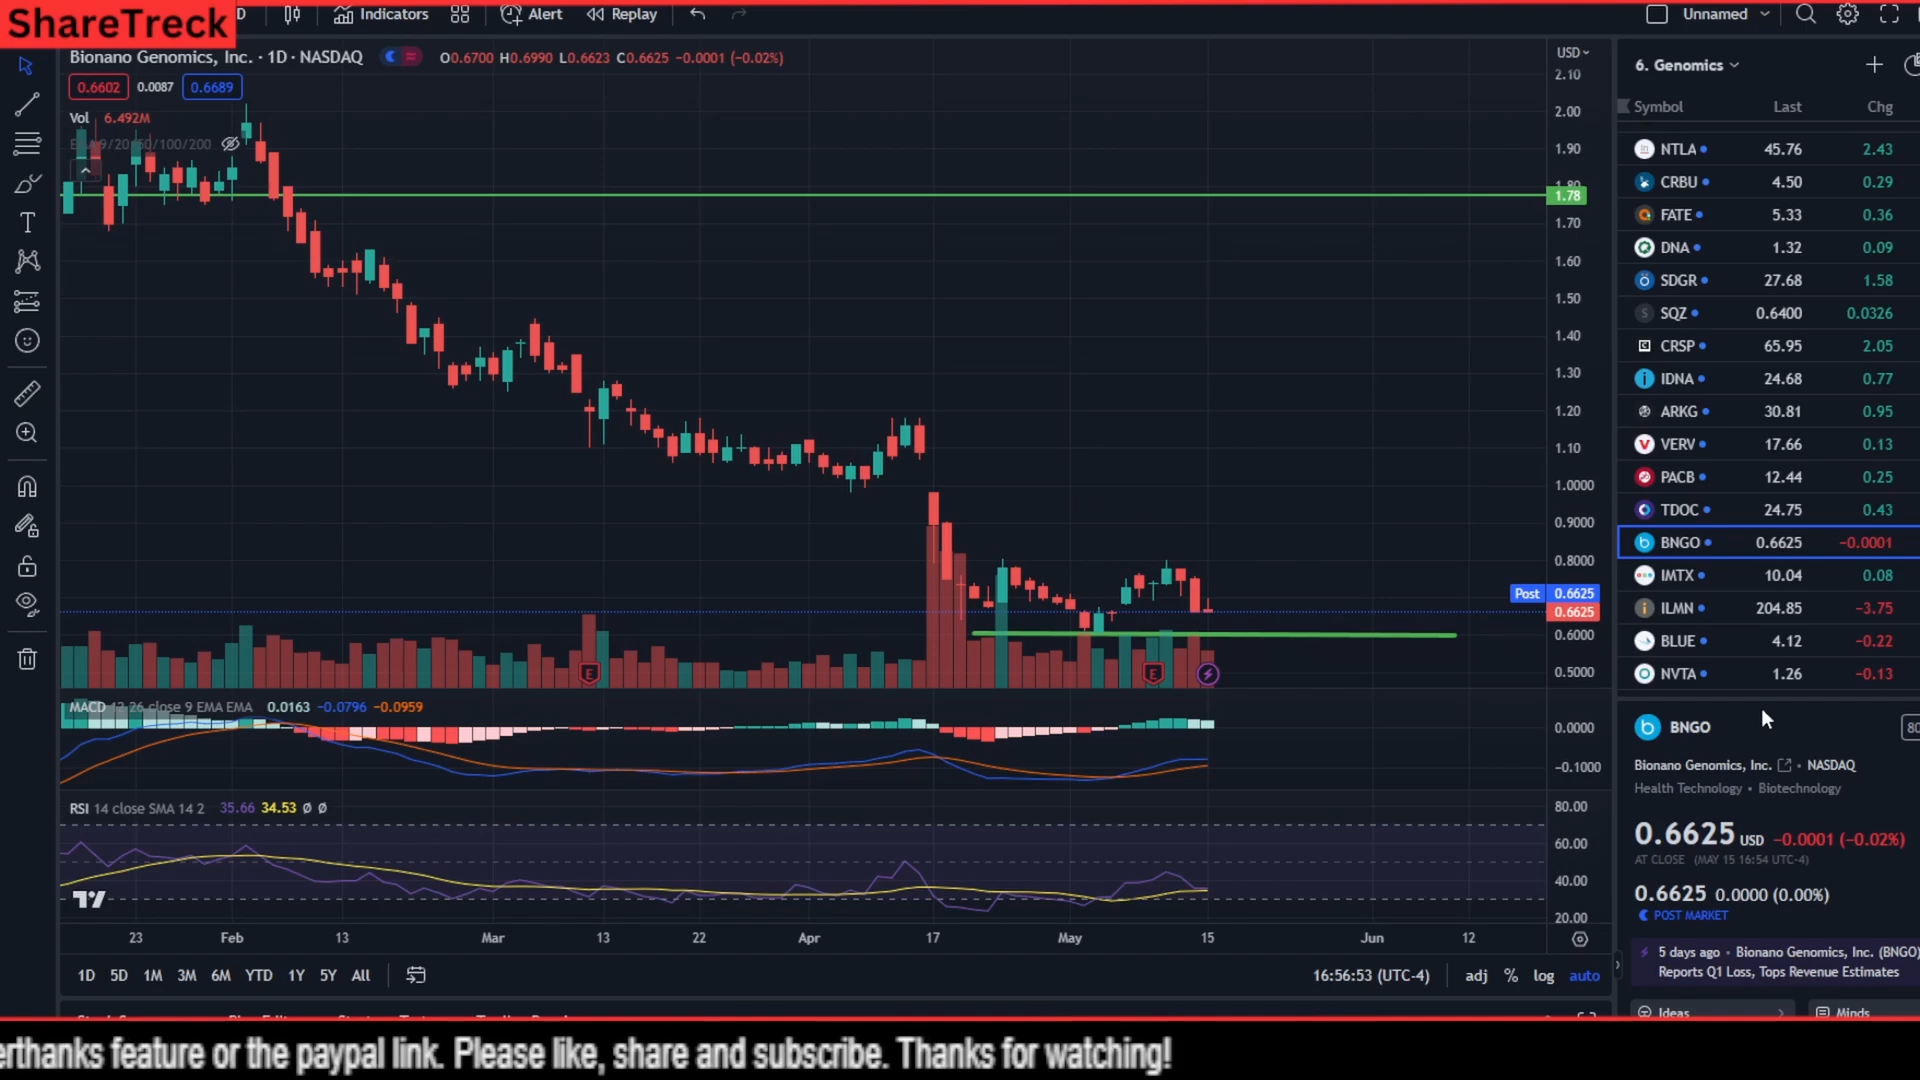 ShareTreck
D Indicators Alert Replay Unnamed
Bionano Genomics, Inc. · 1D · NASDAQ O0.6700 H0.6990 L0.6623 C0.6625 −0.0001 (−0.02%)
0.6602 0.0087 0.6689
Vol 6.492M
9/20/50/100/200
USD
2.10
2.00
1.90
1.80
1.78
1.70
1.60
1.50
1.40
1.30
1.20
1.10
1.0000
0.9000
0.8000
Post 0.6625
0.6625
0.6000
0.5000
E E
MACD 12 26 close 9 EMA EMA 0.0163 −0.0796 −0.0959
0.0000
−0.1000
RSI 14 close SMA 14 2 35.66 34.53 Ø Ø
80.00
60.00
40.00
20.00
23 Feb 13 Mar 13 22 Apr 17 May 15 Jun 12
1D 5D 1M 3M 6M YTD 1Y 5Y All 16:56:53 (UTC-4) adj % log auto
6. Genomics
Symbol Last Chg
NTLA 45.76 2.43
CRBU 4.50 0.29
FATE 5.33 0.36
DNA 1.32 0.09
SDGR 27.68 1.58
S SQZ 0.6400 0.0326
CRSP 65.95 2.05
IDNA 24.68 0.77
ARKG 30.81 0.95
VERV 17.66 0.13
PACB 12.44 0.25
TDOC 24.75 0.43
BNGO 0.6625 −0.0001
IMTX 10.04 0.08
ILMN 204.85 −3.75
BLUE 4.12 −0.22
NVTA 1.26 −0.13
BNGO 80
Bionano Genomics, Inc. • NASDAQ
Health Technology • Biotechnology
0.6625 USD −0.0001 (−0.02%)
AT CLOSE (MAY 15 16:54 UTC-4)
0.6625 0.0000 (0.00%)
POST MARKET
5 days ago • Bionano Genomics, Inc. (BNGO)
Reports Q1 Loss, Tops Revenue Estimates
Ideas Minds
erthanks feature or the paypal link. Please like, share and subscribe. Thanks for watching!